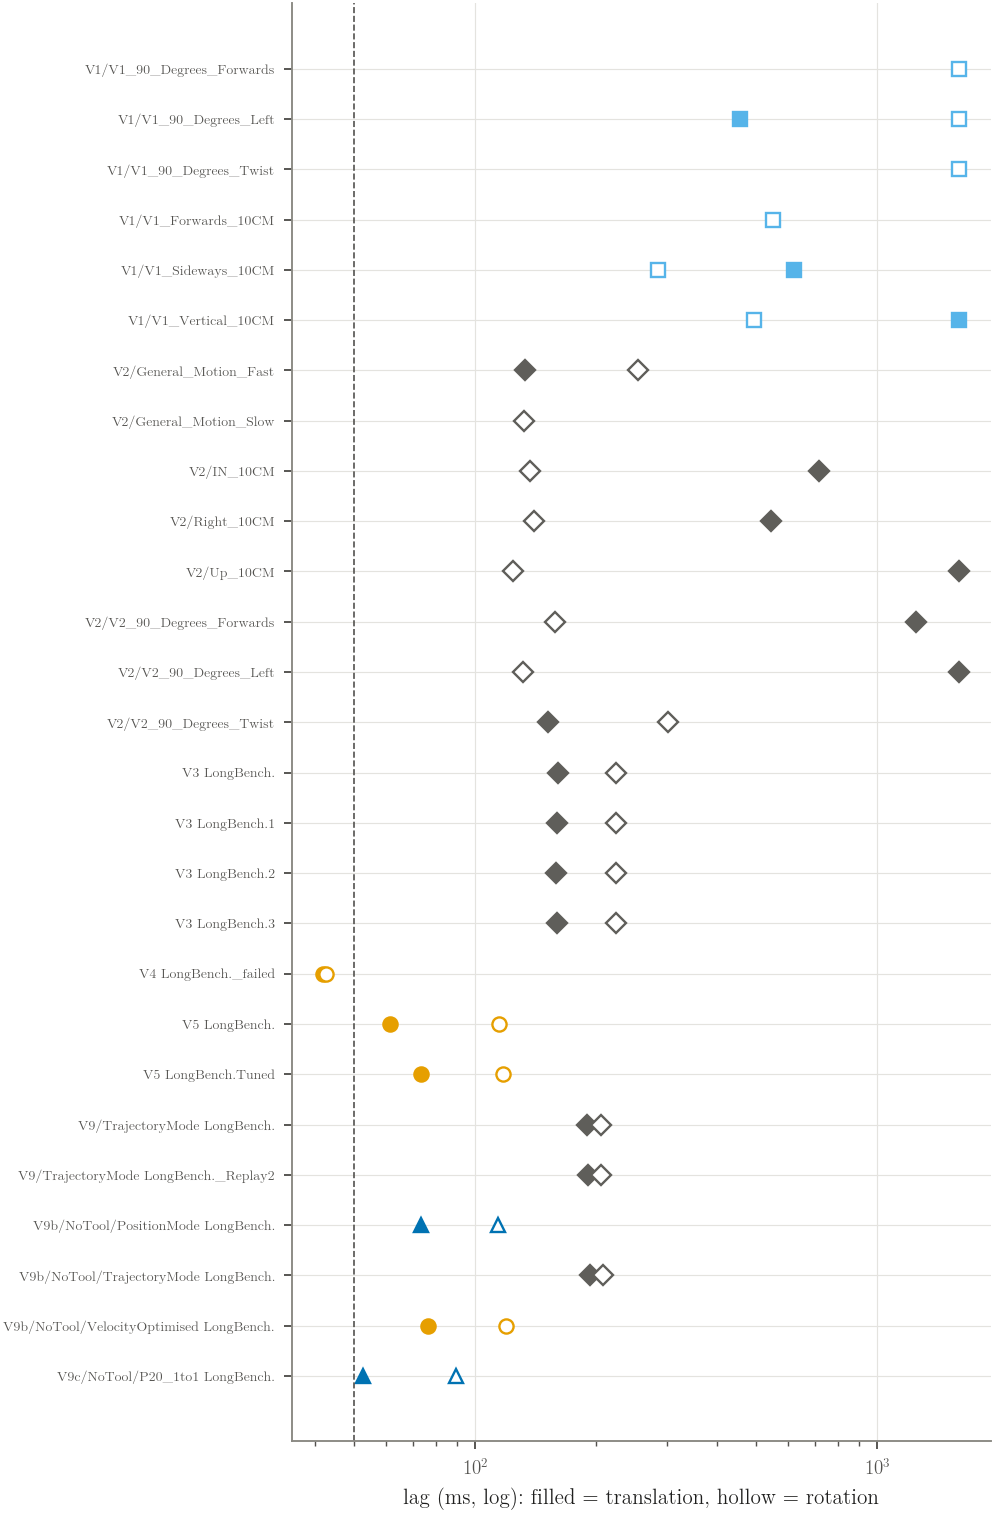 V1/V1_90_Degrees_Forwards
V1/V1_90_Degrees_Left
V1/V1_90_Degrees_Twist
V1/V1_Forwards_10CM
V1/V1_Sideways_10CM
V1/V1_Vertical_10CM
V2/General_Motion_Fast
V2/General_Motion_Slow
V2/IN_10CM
V2/Right_10CM
V2/Up_10CM
V2/V2_90_Degrees_Forwards
V2/V2_90_Degrees_Left
V2/V2_90_Degrees_Twist
V3 LongBench.
V3 LongBench.1
V3 LongBench.2
V3 LongBench.3
V4 LongBench._failed
V5 LongBench.
V5 LongBench.Tuned
V9/TrajectoryMode LongBench.
V9/TrajectoryMode LongBench._Replay2
V9b/NoTool/PositionMode LongBench.
V9b/NoTool/TrajectoryMode LongBench.
V9b/NoTool/VelocityOptimised LongBench.
V9c/NoTool/P20_1to1 LongBench.
10² 10³
lag (ms, log): filled = translation, hollow = rotation